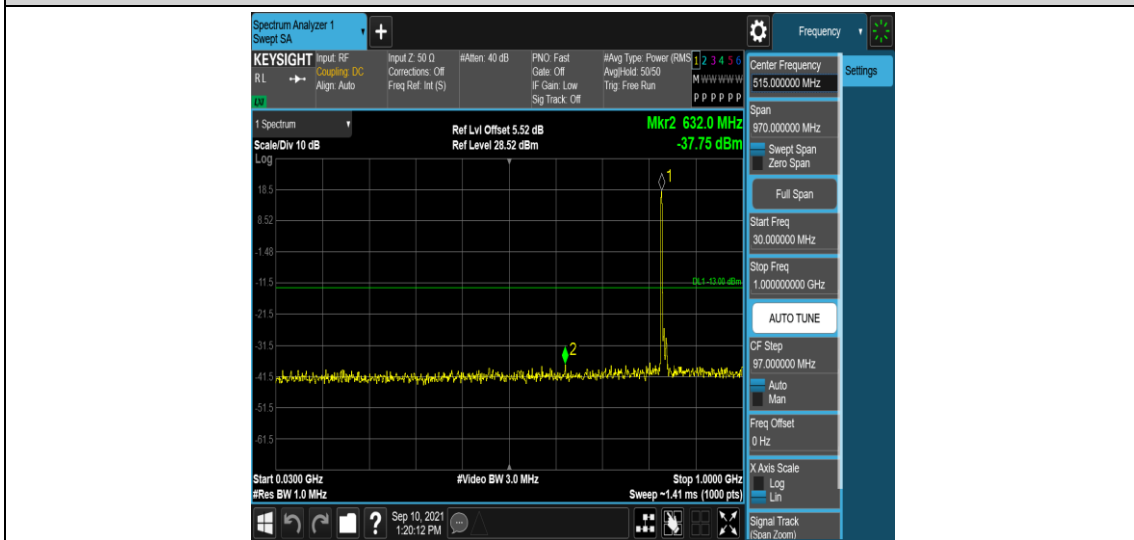 Spectrum Analyzer 1
Swept SA
+
Frequency
KEYSIGHT
RL
LXI
Input: RF
Coupling: DC
Align: Auto
Input Z: 50 Ω
Corrections: Off
Freq Ref: Int (S)
#Atten: 40 dB
PNO: Fast
Gate: Off
IF Gain: Low
Sig Track: Off
#Avg Type: Power (RMS
Avg|Hold: 50/50
Trig: Free Run
1 2 3 4 5 6
M W W W W W
P P P P P P
1 Spectrum
Scale/Div 10 dB
Ref Lvl Offset 5.52 dB
Ref Level 28.52 dBm
Mkr2 632.0 MHz
-37.75 dBm
Log
1
18.5
8.52
-1.48
-11.5
DL1 -13.00 dBm
-21.5
-31.5
2
-41.5
-51.5
-61.5
Start 0.0300 GHz
#Video BW 3.0 MHz
Stop 1.0000 GHz
#Res BW 1.0 MHz
Sweep ~1.41 ms (1000 pts)
?
Sep 10, 2021
1:20:12 PM
Center Frequency
515.000000 MHz
Settings
Span
970.000000 MHz
Swept Span
Zero Span
Full Span
Start Freq
30.000000 MHz
Stop Freq
1.000000000 GHz
AUTO TUNE
CF Step
97.000000 MHz
Auto
Man
Freq Offset
0 Hz
X Axis Scale
Log
Lin
Signal Track
(Span Zoom)